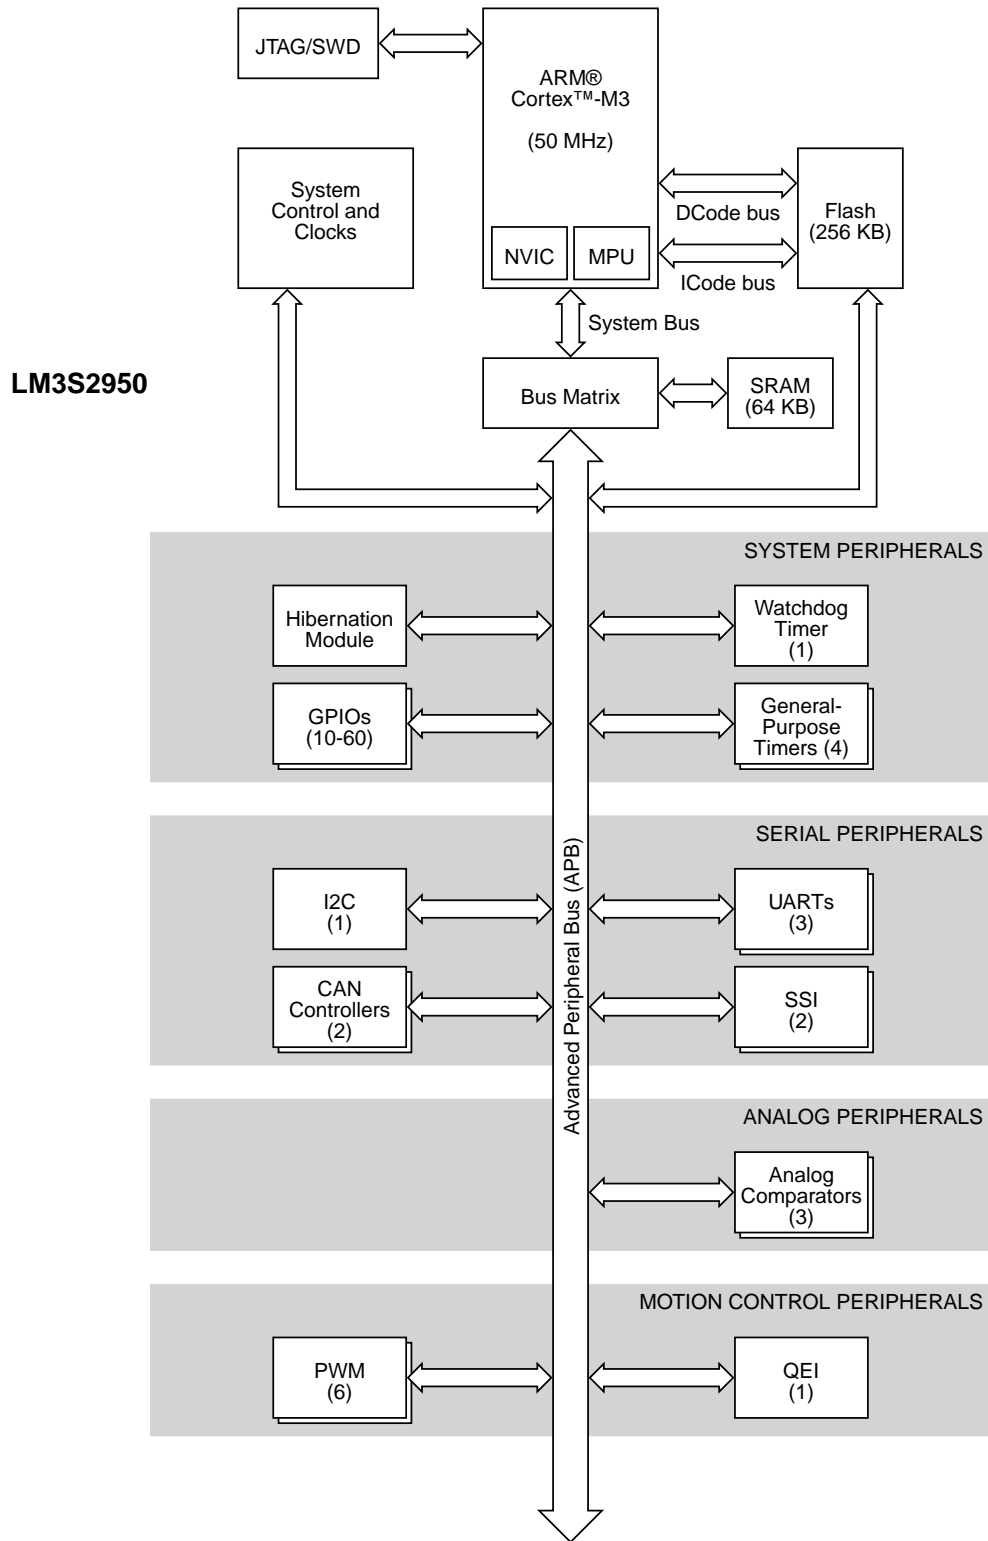 JTAG/SWD
ARM®
Cortex™-M3
(50 MHz)
System
Control and
Clocks
DCode bus
Flash
(256 KB)
NVIC
MPU
ICode bus
System Bus
LM3S2950
Bus Matrix
SRAM
(64 KB)
SYSTEM PERIPHERALS
Hibernation
Module
Watchdog
Timer
(1)
GPIOs
(10-60)
General-
Purpose
Timers (4)
Advanced Peripheral Bus (APB)
SERIAL PERIPHERALS
I2C
(1)
UARTs
(3)
CAN
Controllers
(2)
SSI
(2)
ANALOG PERIPHERALS
Analog
Comparators
(3)
MOTION CONTROL PERIPHERALS
PWM
(6)
QEI
(1)